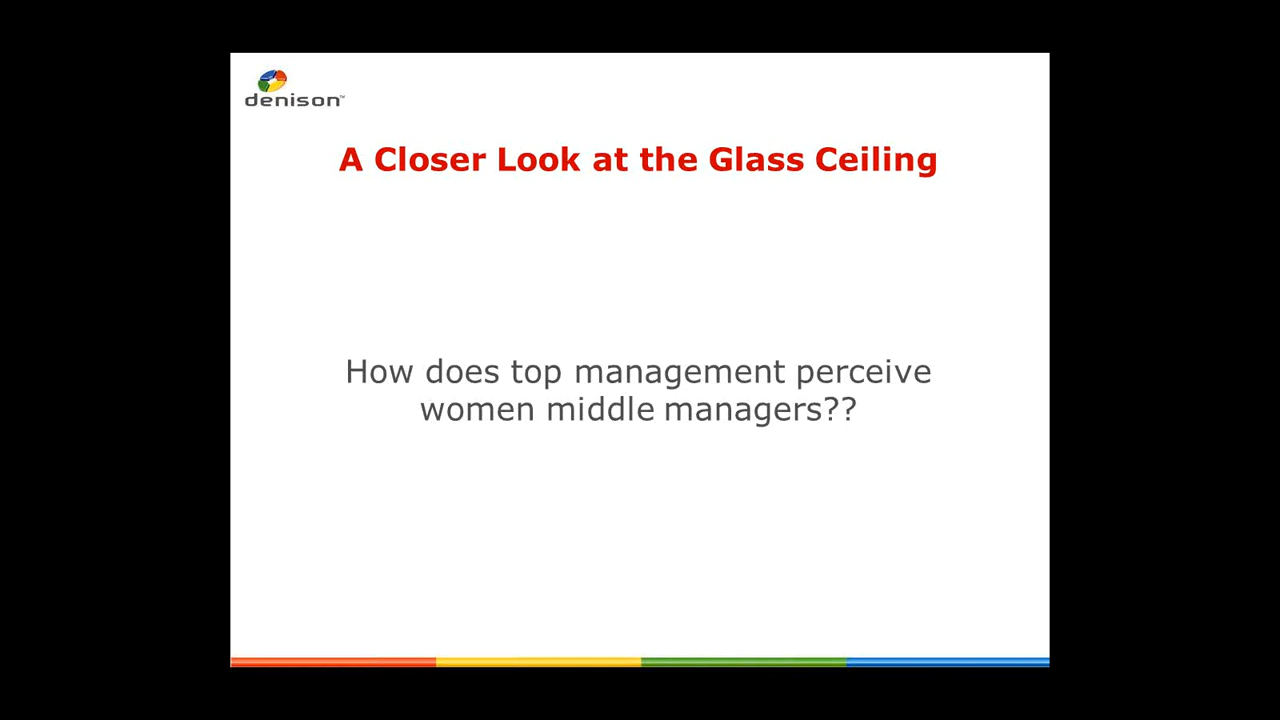 denison™
A Closer Look at the Glass Ceiling
How does top management perceive
women middle managers??